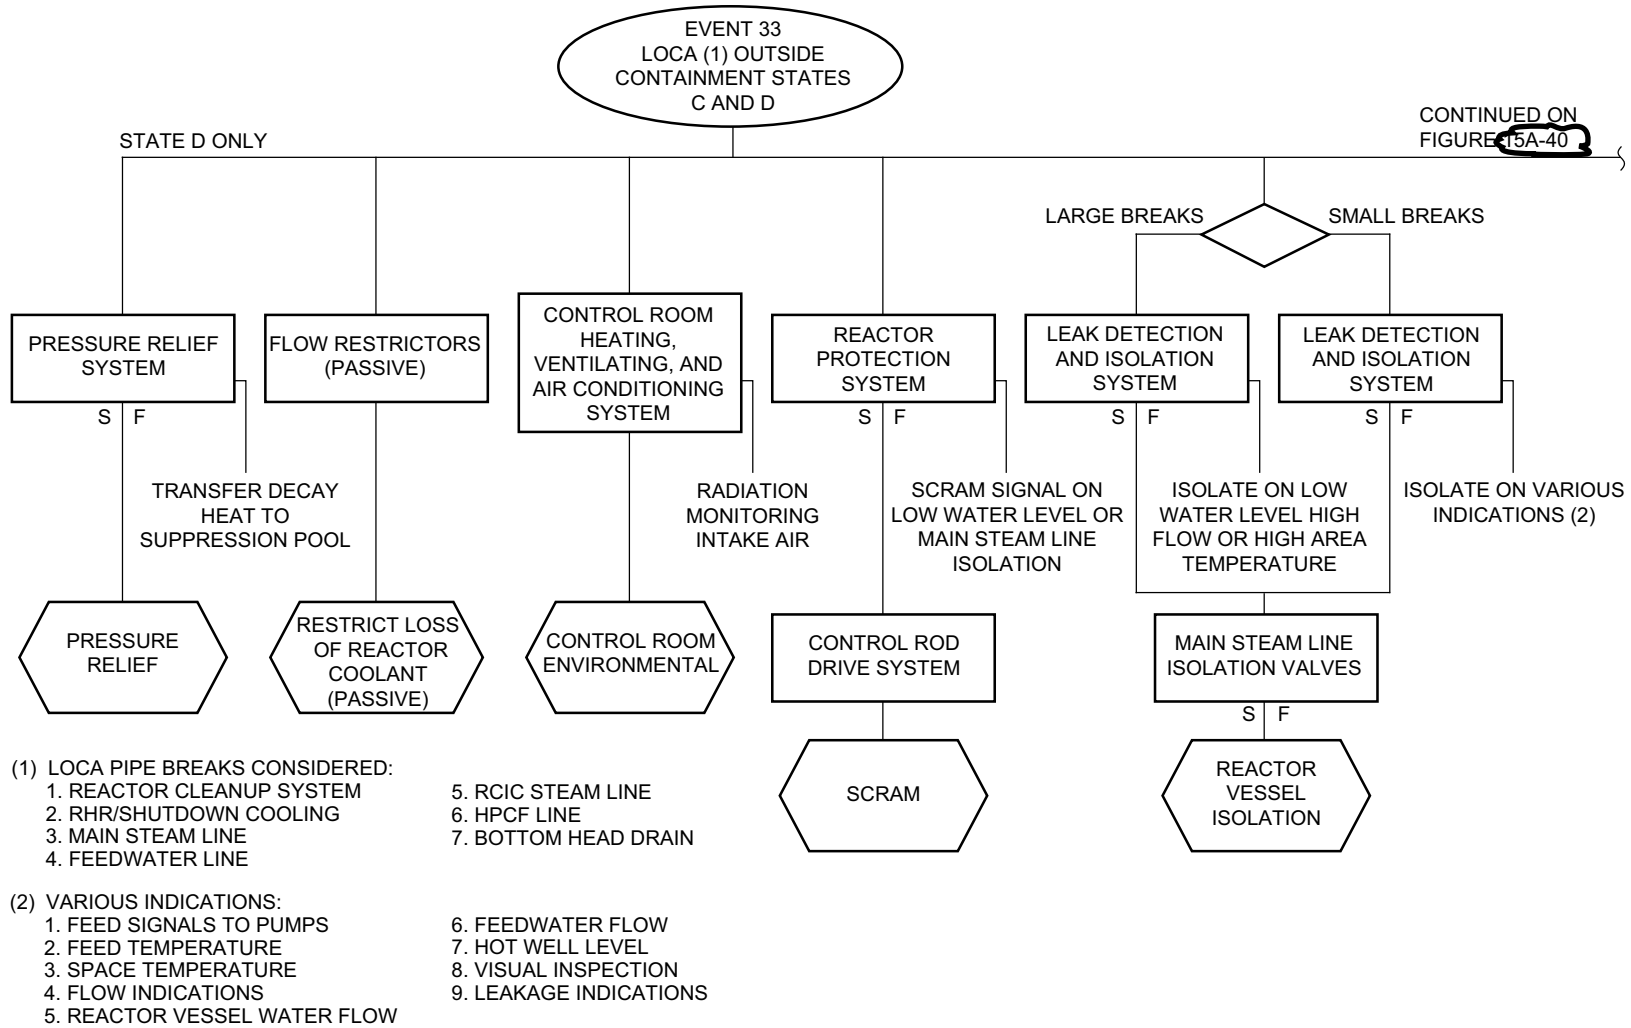 EVENT 33
LOCA (1) OUTSIDE
CONTAINMENT STATES
C AND D
CONTINUED ON
FIGURE 15A-40
STATE D ONLY
LARGE BREAKS
SMALL BREAKS
PRESSURE RELIEF
SYSTEM
FLOW RESTRICTORS
(PASSIVE)
CONTROL ROOM
HEATING,
VENTILATING, AND
AIR CONDITIONING
SYSTEM
REACTOR
PROTECTION
SYSTEM
LEAK DETECTION
AND ISOLATION
SYSTEM
LEAK DETECTION
AND ISOLATION
SYSTEM
S F
S F
S F
S F
TRANSFER DECAY
HEAT TO
SUPPRESSION POOL
RADIATION
MONITORING
INTAKE AIR
SCRAM SIGNAL ON
LOW WATER LEVEL OR
MAIN STEAM LINE
ISOLATION
ISOLATE ON LOW
WATER LEVEL HIGH
FLOW OR HIGH AREA
TEMPERATURE
ISOLATE ON VARIOUS
INDICATIONS (2)
PRESSURE
RELIEF
RESTRICT LOSS
OF REACTOR
COOLANT
(PASSIVE)
CONTROL ROOM
ENVIRONMENTAL
CONTROL ROD
DRIVE SYSTEM
MAIN STEAM LINE
ISOLATION VALVES
S F
SCRAM
REACTOR
VESSEL
ISOLATION
(1) LOCA PIPE BREAKS CONSIDERED:
1. REACTOR CLEANUP SYSTEM
2. RHR/SHUTDOWN COOLING
3. MAIN STEAM LINE
4. FEEDWATER LINE
5. RCIC STEAM LINE
6. HPCF LINE
7. BOTTOM HEAD DRAIN
(2) VARIOUS INDICATIONS:
1. FEED SIGNALS TO PUMPS
2. FEED TEMPERATURE
3. SPACE TEMPERATURE
4. FLOW INDICATIONS
5. REACTOR VESSEL WATER FLOW
6. FEEDWATER FLOW
7. HOT WELL LEVEL
8. VISUAL INSPECTION
9. LEAKAGE INDICATIONS